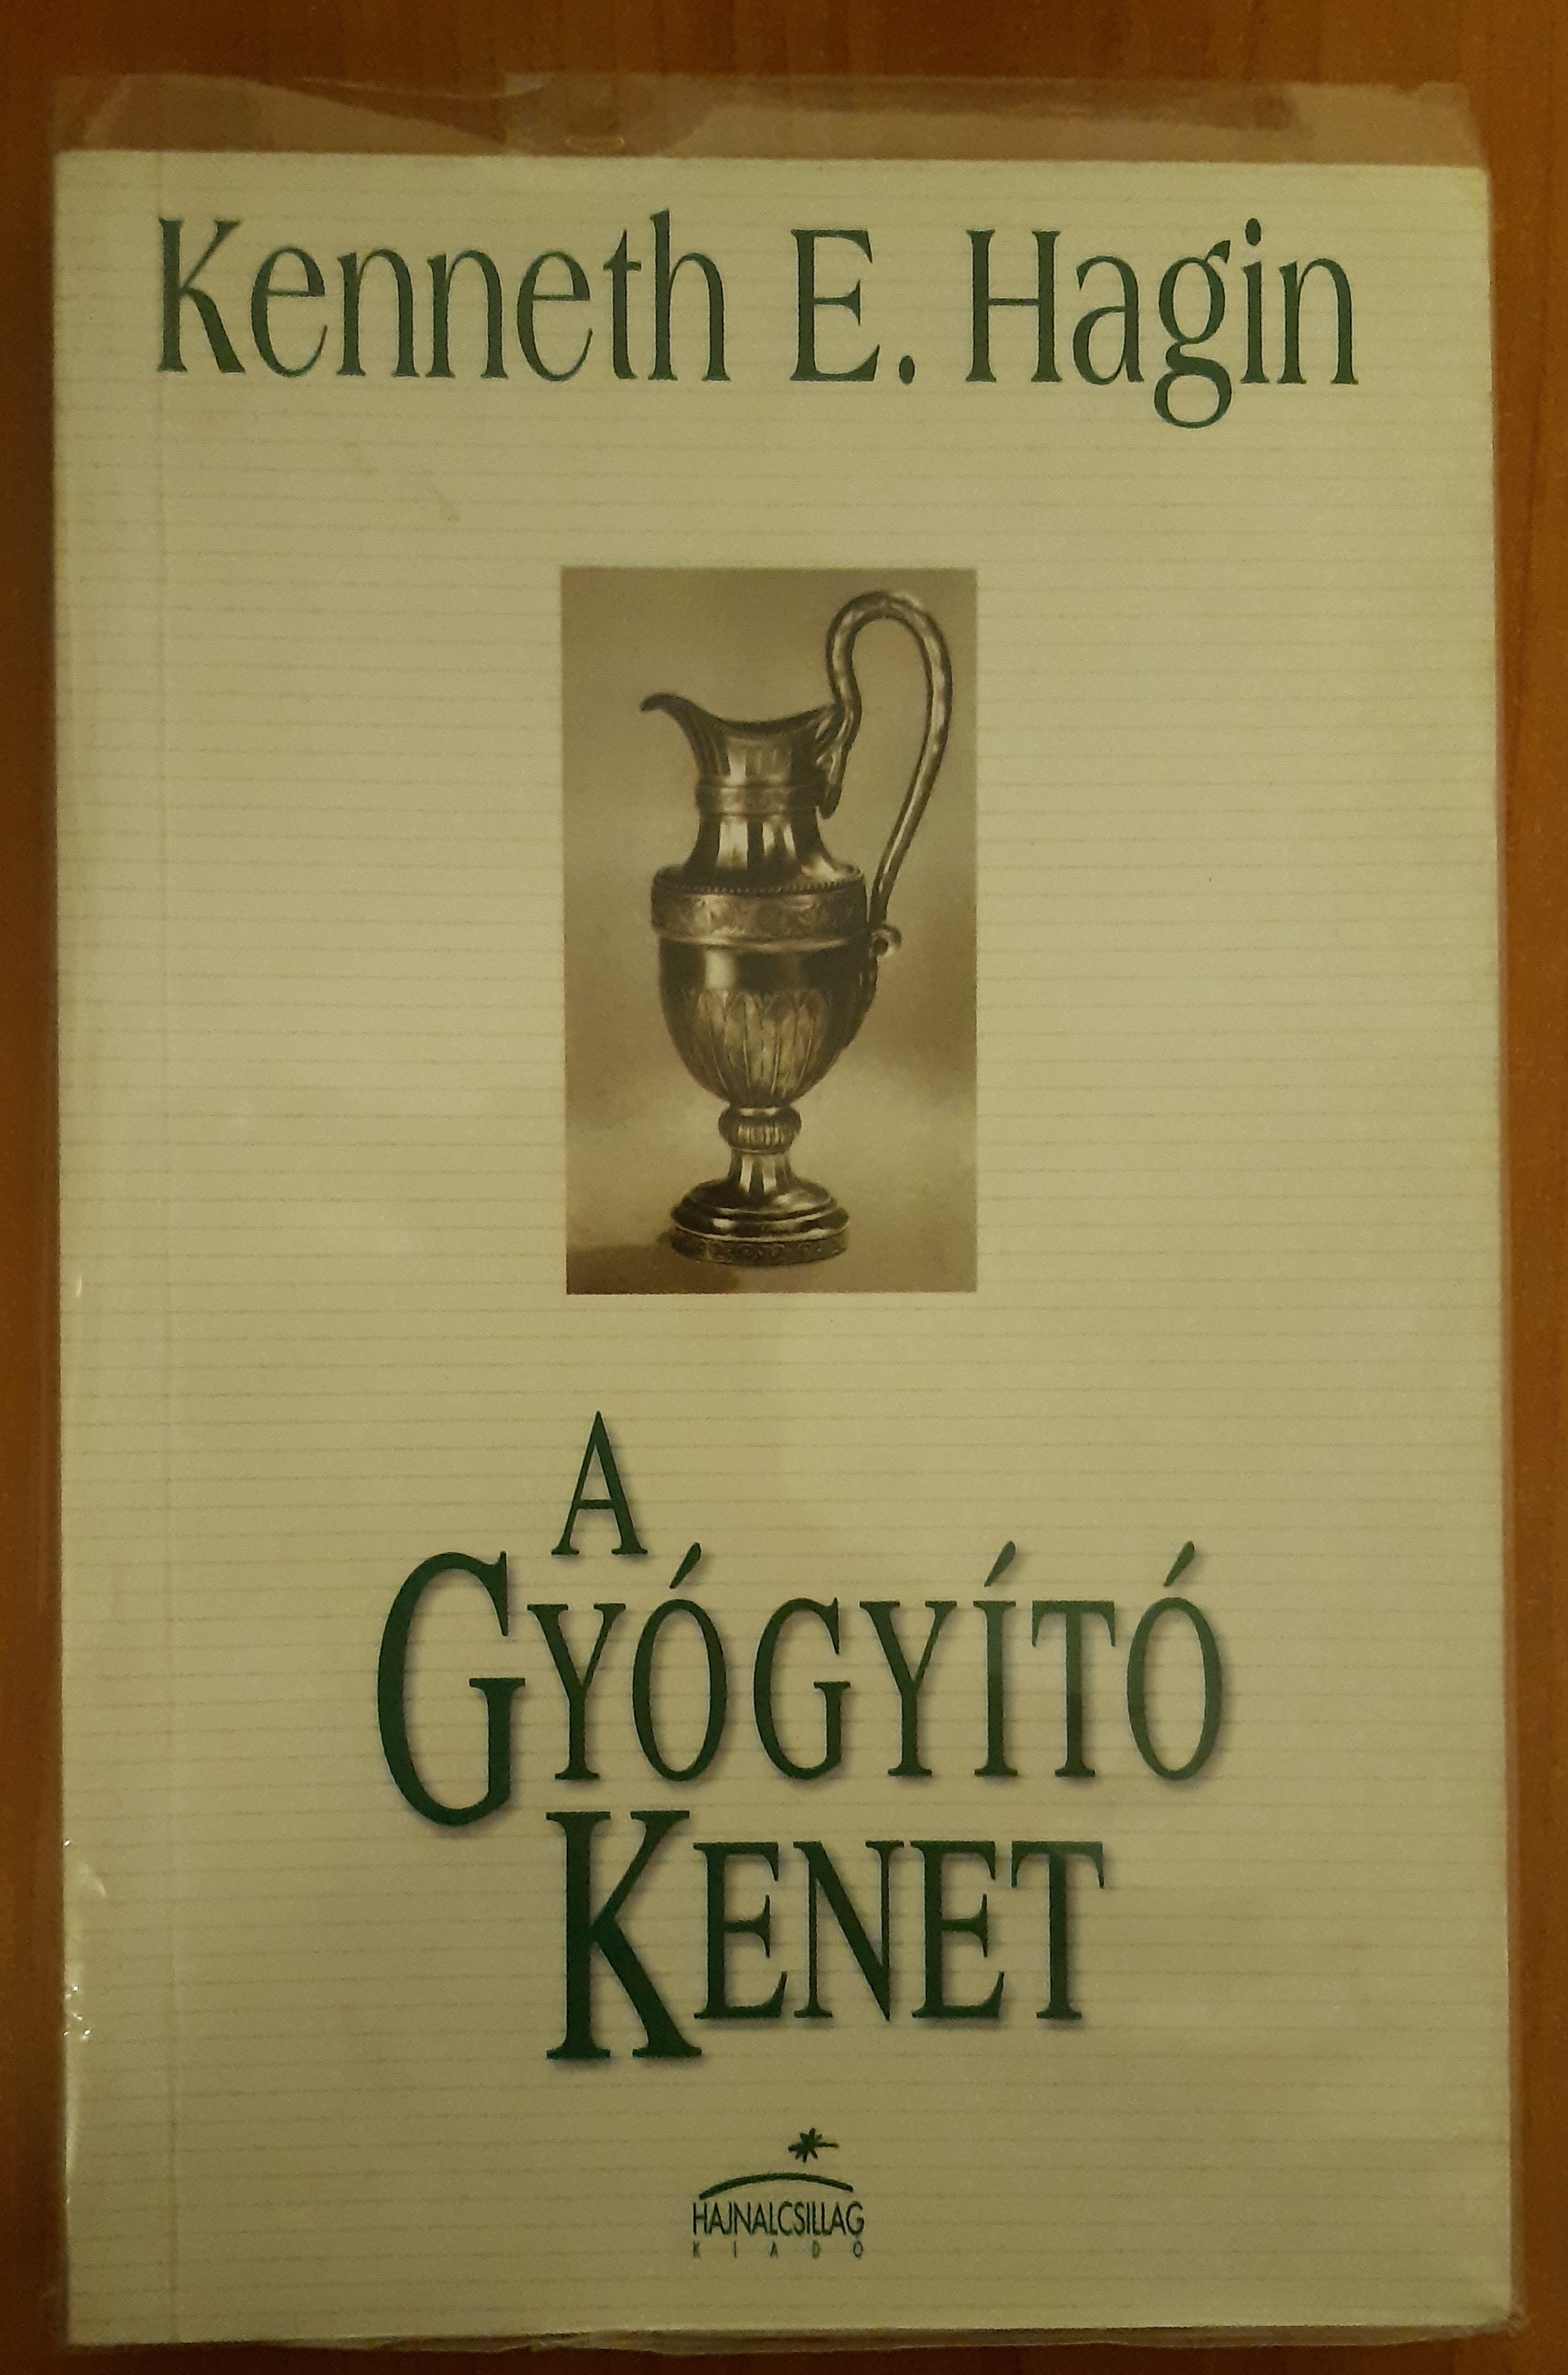 Kenneth E. Hagin
A
GYÓGYÍTÓ
KENET
HAJNALCSILLAG
KIADÓ